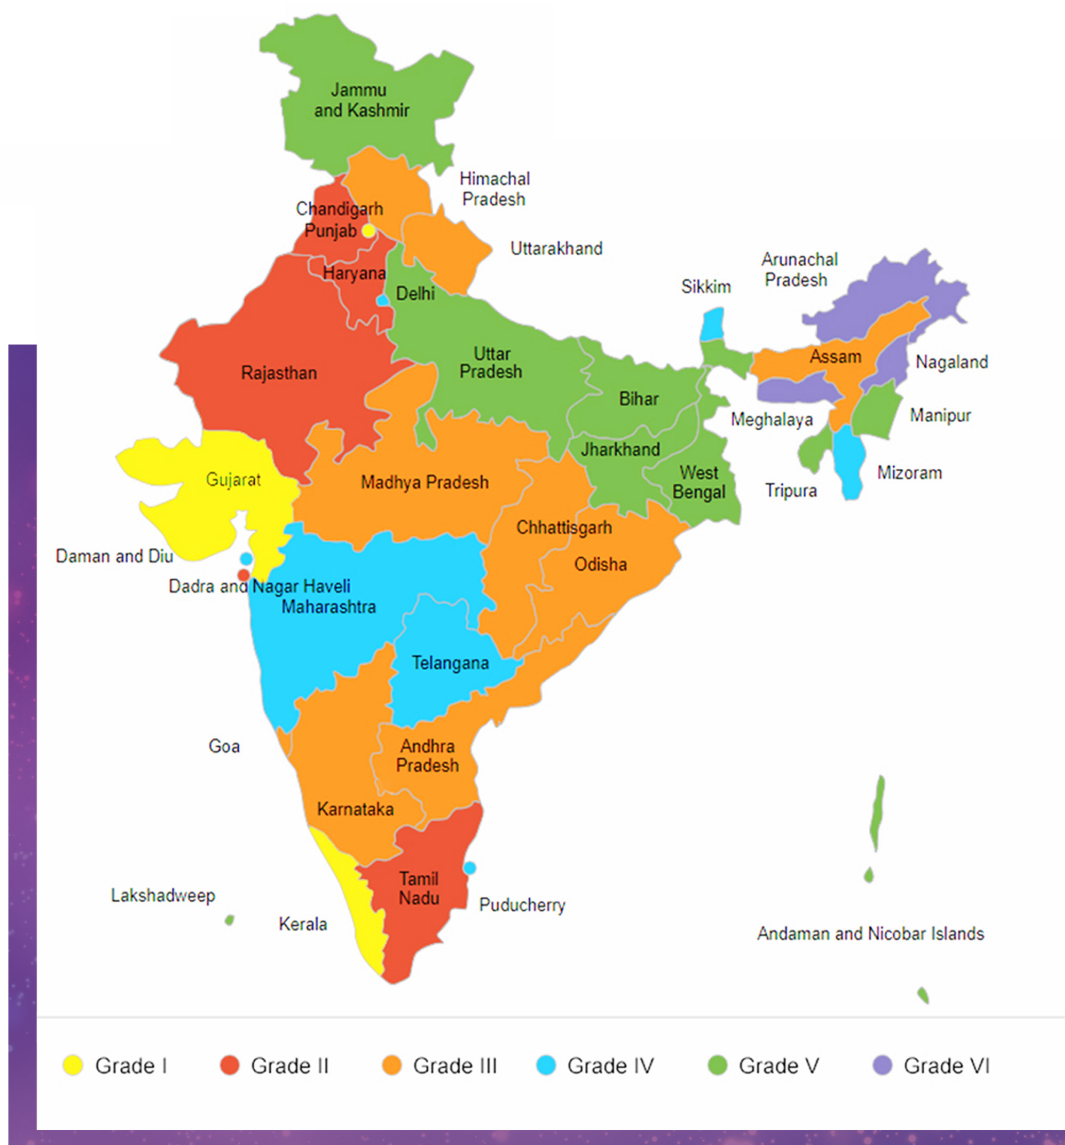 Jammu
and Kashmir
Himachal
Pradesh
Chandigarh
Punjab
Uttarakhand
Haryana
Delhi
Arunachal
Pradesh
Sikkim
Rajasthan
Uttar
Pradesh
Assam
Nagaland
Bihar
Meghalaya
Manipur
Jharkhand
Gujarat
Madhya Pradesh
West
Bengal
Tripura
Mizoram
Chhattisgarh
Daman and Diu
Odisha
Dadra and Nagar Haveli
Maharashtra
Telangana
Goa
Andhra
Pradesh
Karnataka
Tamil
Nadu
Lakshadweep
Puducherry
Kerala
Andaman and Nicobar Islands
Grade I
Grade II
Grade III
Grade IV
Grade V
Grade VI